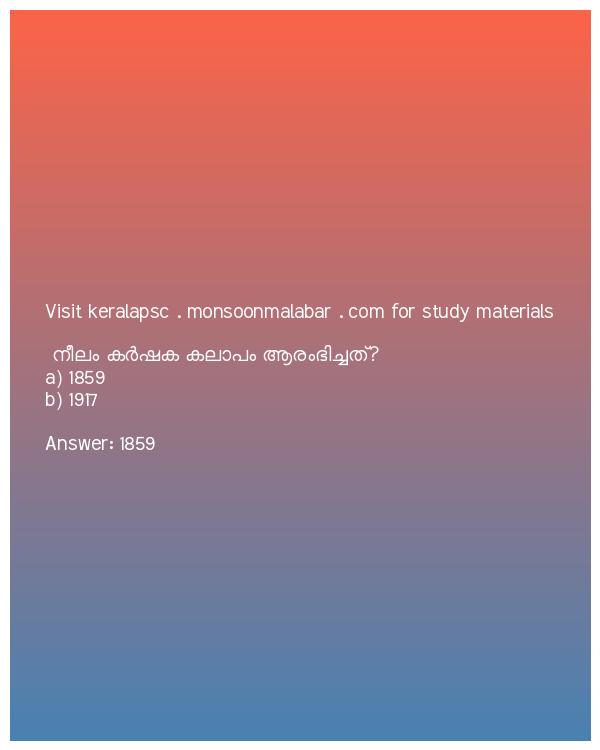 Visit keralapsc . monsoonmalabar . com for study materials
നീലം കർഷക കലാപം ആരംഭിച്ചത്?
a) 1859
b) 1917
Answer: 1859